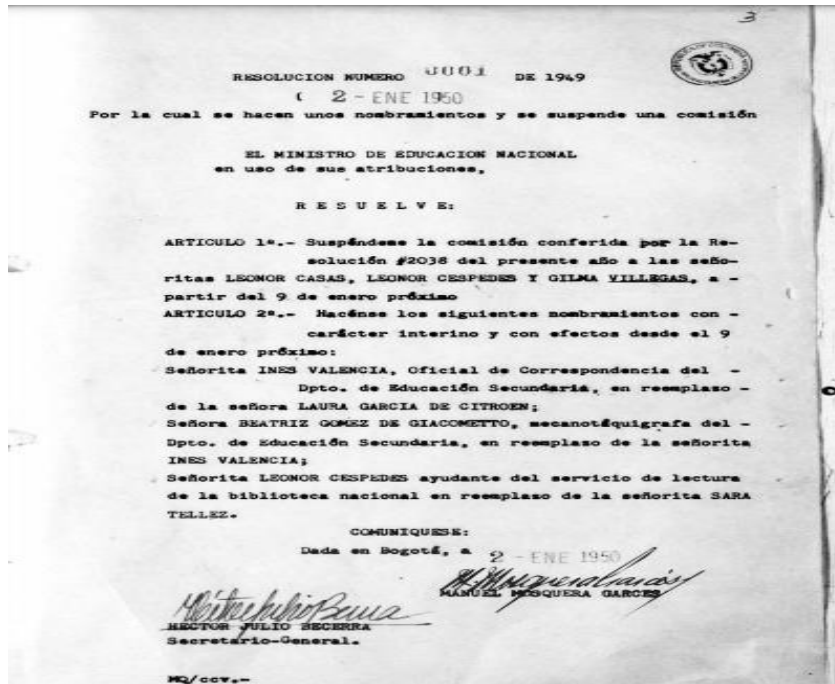 3
RESOLUCION NUMERO 0001 DE 1949
( 2 - ENE 1950
Por la cual se hacen unos nombramientos y se suspende una comisión
EL MINISTRO DE EDUCACION NACIONAL
en uso de sus atribuciones,
R E S U E L V E:
ARTICULO 1º.- Suspéndese la comisión conferida por la Re-
solución #2038 del presente año a las seño-
ritas LEONOR CASAS, LEONOR CESPEDES Y GILMA VILLEGAS, a -
partir del 9 de enero próximo
ARTICULO 2º.- Hacénse los siguientes nombramientos con -
carácter interino y con efectos desde el 9
de enero próximo:
Señorita INES VALENCIA, Oficial de Correspondencia del -
Dpto. de Educación Secundaria, en reemplaso -
de la señora LAURA GARCIA DE CITROEN;
Señora BEATRIZ GOMEZ DE GIACOMETTO, mecanotáquigrafa del -
Dpto. de Educación Secundaria, en reemplaso de la señorita
INES VALENCIA;
Señorita LEONOR CESPEDES ayudante del servicio de lectura
de la biblioteca nacional en reemplaso de la señorita SARA
TELLEZ.
COMUNIQUESE:
Dada en Bogotá, a 2 - ENE 1950
MANUEL MOSQUERA GARCES
HECTOR JULIO BECERRA
Secretario-General.
MQ/ccv.-